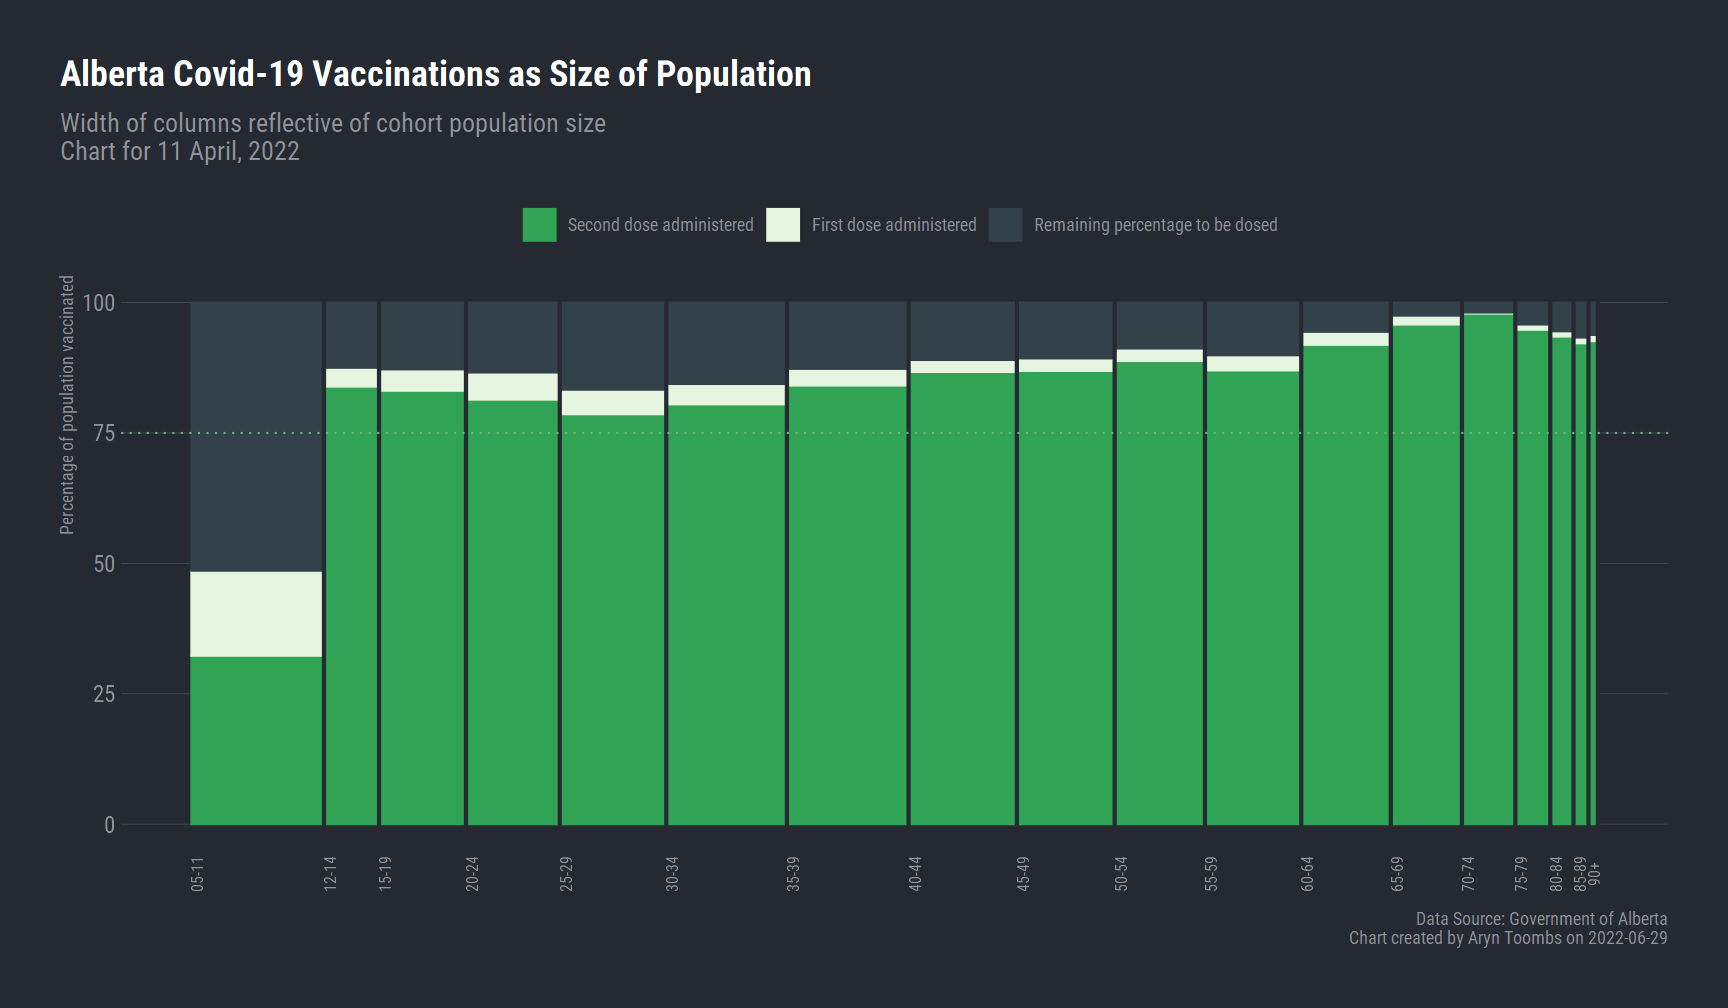 Alberta Covid-19 Vaccinations as Size of Population
Width of columns reflective of cohort population size
Chart for 11 April, 2022
Second dose administered
First dose administered
Remaining percentage to be dosed
Percentage of population vaccinated
100
75
50
25
0
05-11
12-14
15-19
20-24
25-29
30-34
35-39
40-44
45-49
50-54
55-59
60-64
65-69
70-74
75-79
80-84
85-89
90+
Data Source: Government of Alberta
Chart created by Aryn Toombs on 2022-06-29